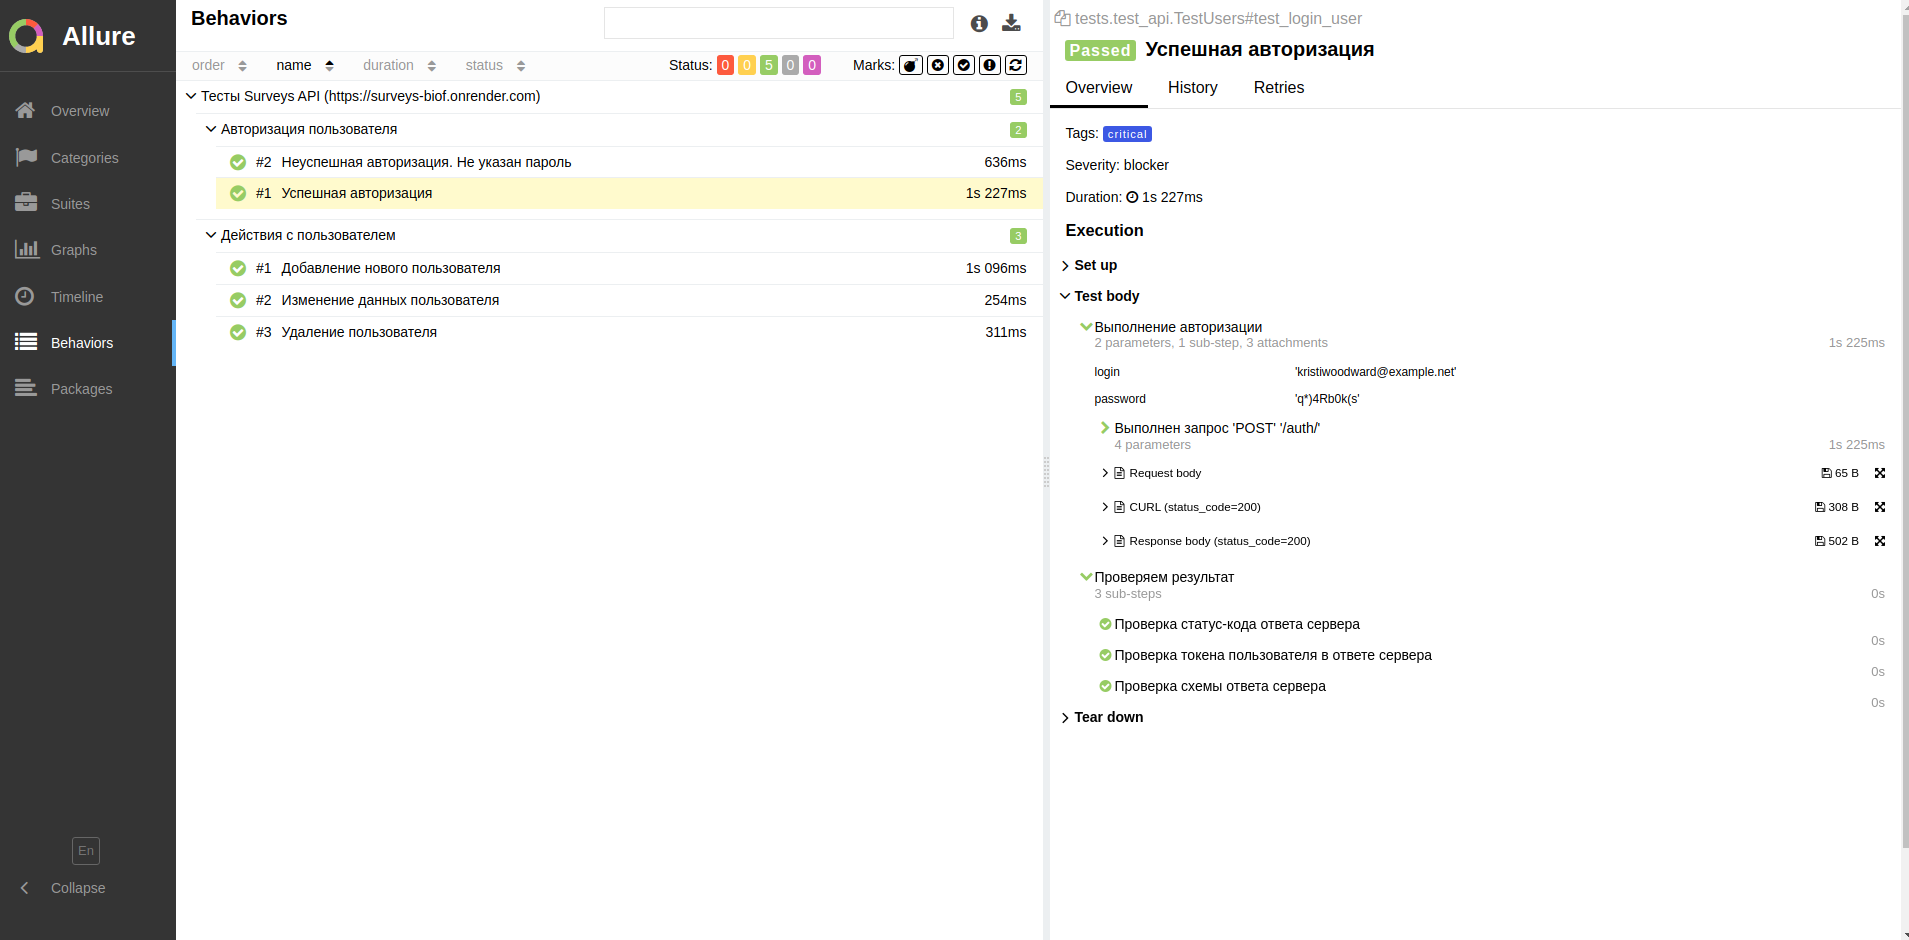 Allure
Overview
Categories
Suites
Graphs
Timeline
Behaviors
Packages
En
Collapse
Behaviors
order name duration status Status: 0 0 5 0 0 Marks:
Тесты Surveys API (https://surveys-biof.onrender.com) 5
Авторизация пользователя 2
#2 Неуспешная авторизация. Не указан пароль 636ms
#1 Успешная авторизация 1s 227ms
Действия с пользователем 3
#1 Добавление нового пользователя 1s 096ms
#2 Изменение данных пользователя 254ms
#3 Удаление пользователя 311ms
tests.test_api.TestUsers#test_login_user
Passed Успешная авторизация
Overview History Retries
Tags: critical
Severity: blocker
Duration: 1s 227ms
Execution
Set up
Test body
Выполнение авторизации
2 parameters, 1 sub-step, 3 attachments 1s 225ms
login 'kristiwoodward@example.net'
password 'q*)4Rb0k(s'
Выполнен запрос 'POST' '/auth/'
4 parameters 1s 225ms
Request body 65 B
CURL (status_code=200) 308 B
Response body (status_code=200) 502 B
Проверяем результат
3 sub-steps 0s
Проверка статус-кода ответа сервера
0s
Проверка токена пользователя в ответе сервера
0s
Проверка схемы ответа сервера
0s
Tear down